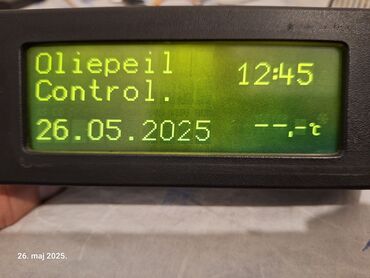 Oliepeil 12:45
Control.
26.05.2025 --.-°c
26. maj 2025.